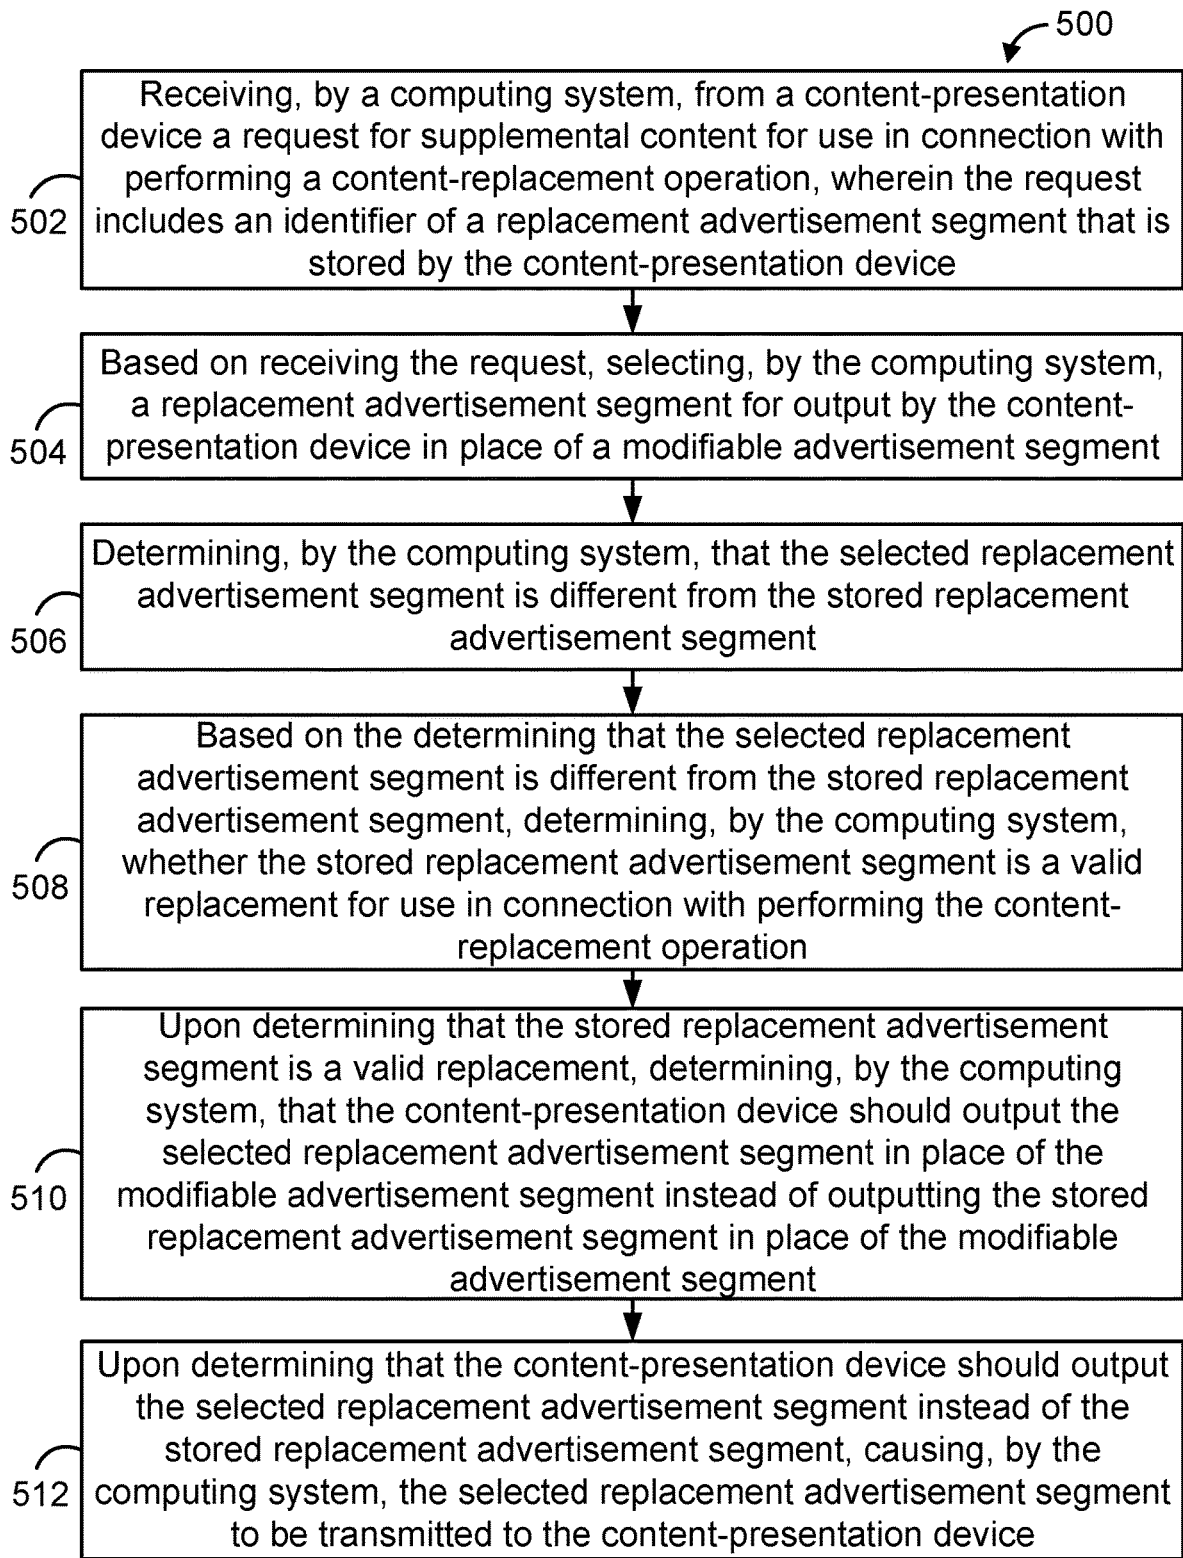 500
Receiving, by a computing system, from a content-presentation
device a request for supplemental content for use in connection with
performing a content-replacement operation, wherein the request
includes an identifier of a replacement advertisement segment that is
stored by the content-presentation device
502
Based on receiving the request, selecting, by the computing system,
a replacement advertisement segment for output by the content-
presentation device in place of a modifiable advertisement segment
504
Determining, by the computing system, that the selected replacement
advertisement segment is different from the stored replacement
advertisement segment
506
Based on the determining that the selected replacement
advertisement segment is different from the stored replacement
advertisement segment, determining, by the computing system,
whether the stored replacement advertisement segment is a valid
replacement for use in connection with performing the content-
replacement operation
508
Upon determining that the stored replacement advertisement
segment is a valid replacement, determining, by the computing
system, that the content-presentation device should output the
selected replacement advertisement segment in place of the
modifiable advertisement segment instead of outputting the stored
replacement advertisement segment in place of the modifiable
advertisement segment
510
Upon determining that the content-presentation device should output
the selected replacement advertisement segment instead of the
stored replacement advertisement segment, causing, by the
computing system, the selected replacement advertisement segment
to be transmitted to the content-presentation device
512